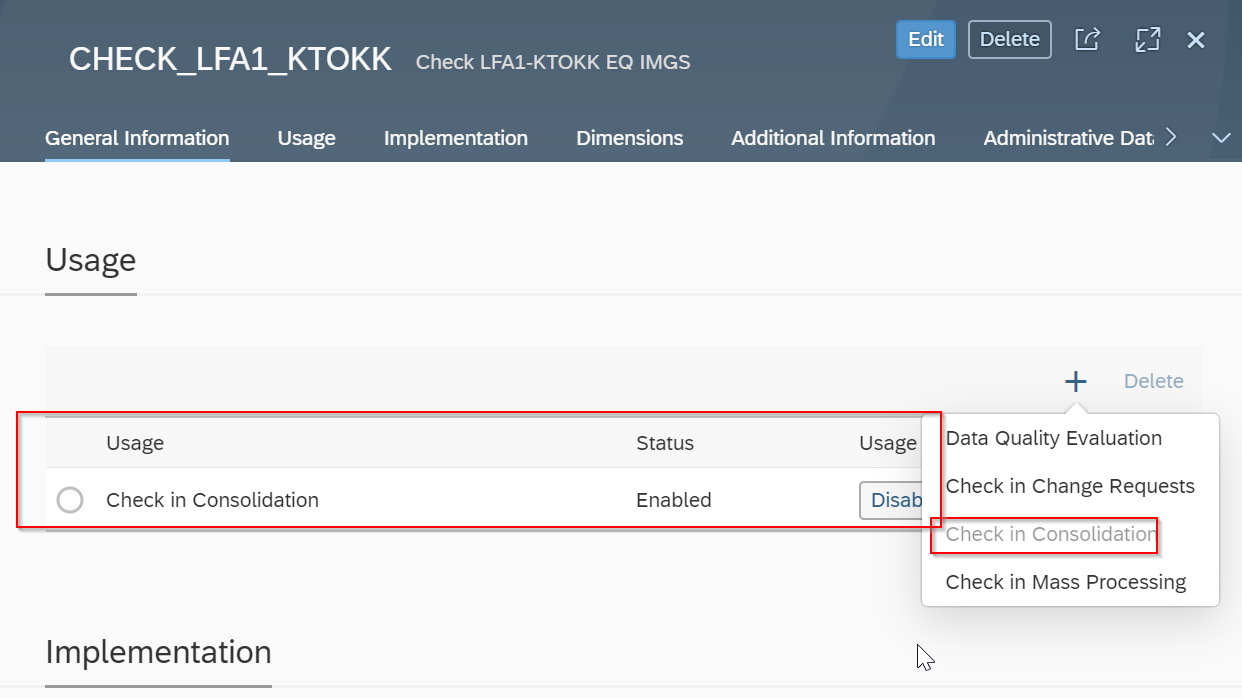 CHECK_LFA1_KTOKK Check LFA1-KTOKK EQ IMGS Edit Delete
General Information Usage Implementation Dimensions Additional Information Administrative Dat
Usage
Delete
Usage Status Usage
Check in Consolidation Enabled Disab
Data Quality Evaluation
Check in Change Requests
Check in Consolidation
Check in Mass Processing
Implementation